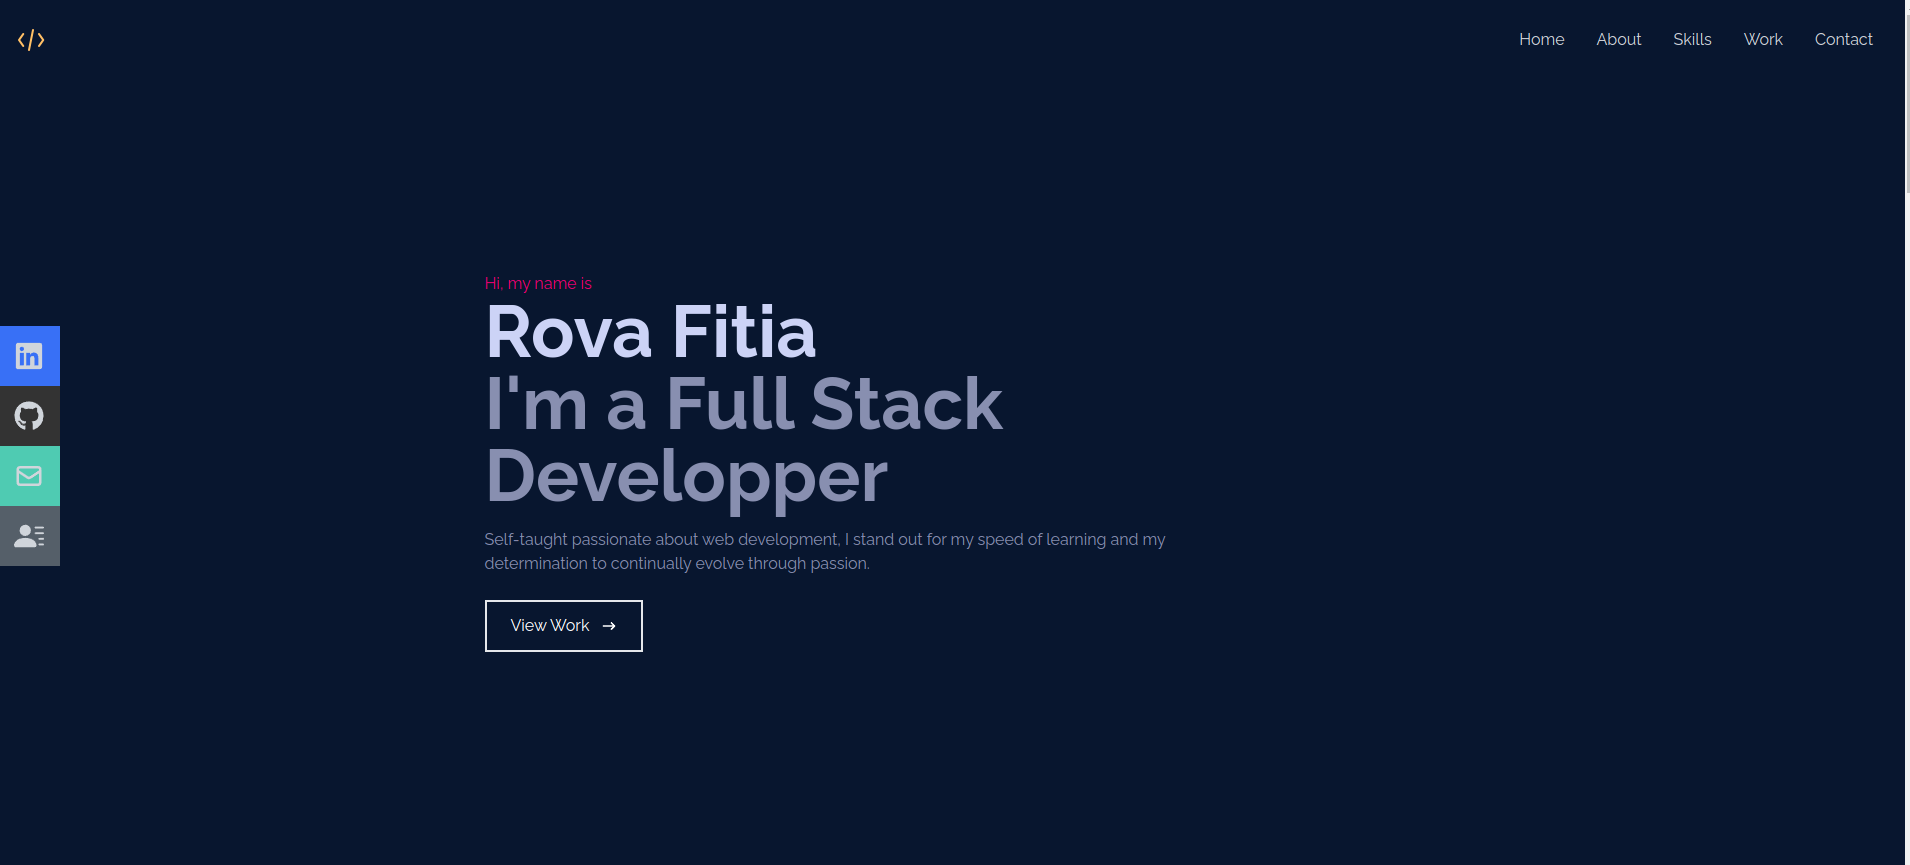 </>
Home About Skills Work Contact
Hi, my name is
Rova Fitia
I'm a Full Stack
Developper
in
Self-taught passionate about web development, I stand out for my speed of learning and my
determination to continually evolve through passion.
View Work →